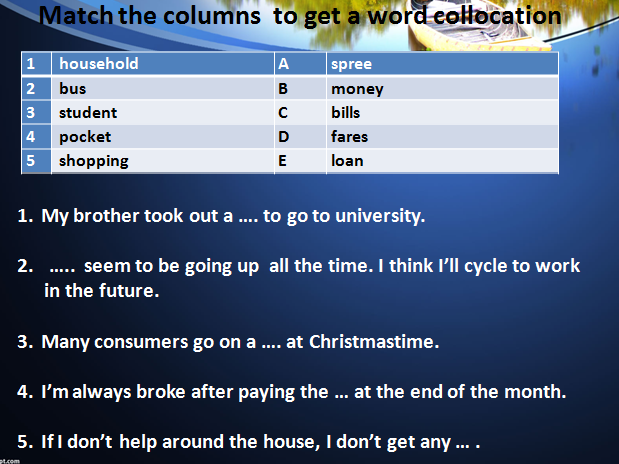 Match the columns to get a word collocation
1 household A spree
2 bus B money
3 student C bills
4 pocket D fares
5 shopping E loan
1. My brother took out a .... to go to university.
2. ..... seem to be going up all the time. I think I'll cycle to work
in the future.
3. Many consumers go on a .... at Christmastime.
4. I'm always broke after paying the ... at the end of the month.
5. If I don't help around the house, I don't get any ... .
pt.com